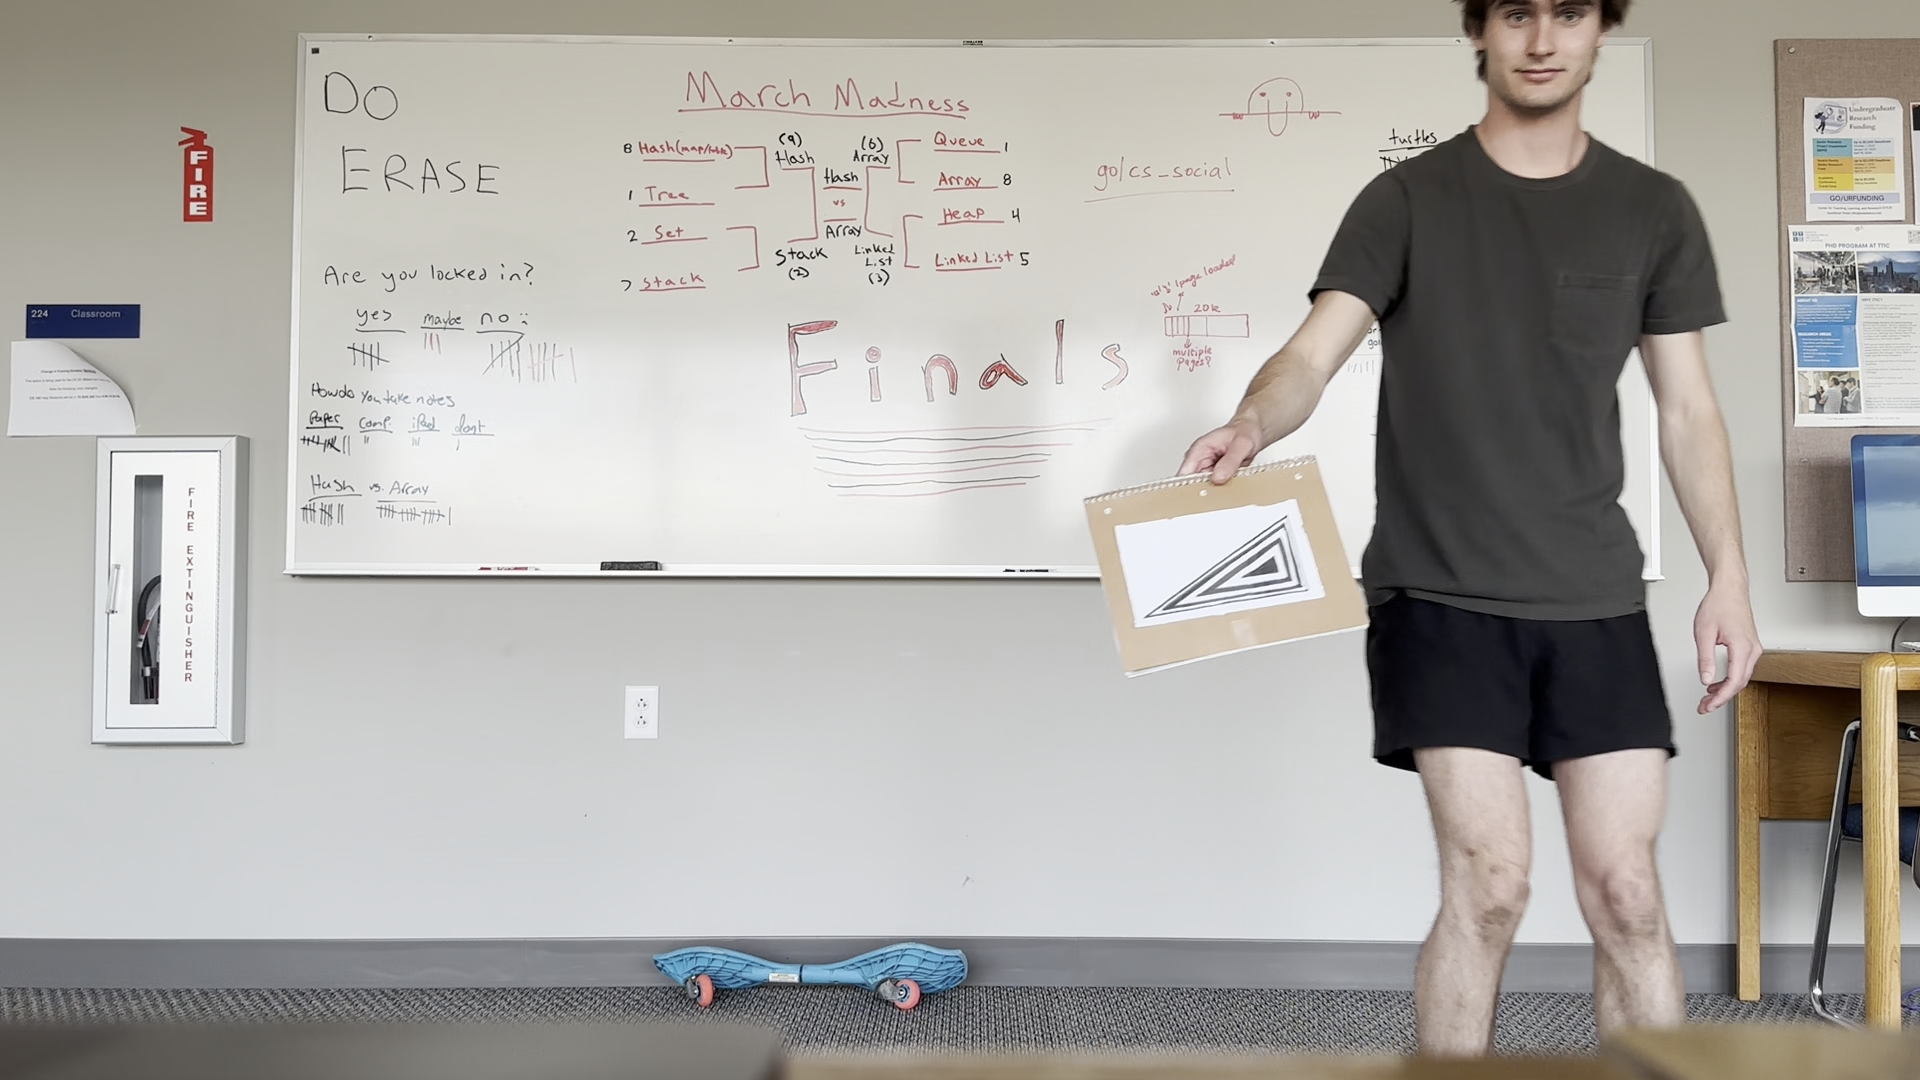 DO
ERASE
Are you locked in?
yes maybe no
How do you take notes
Paper comp. iPad dont
Hash vs. Array
March Madness
8 Hash(map/table)
1 Tree
2 Set
7 Stack
(9)
Hash
Stack
(2)
Hash
vs
Array
(6)
Array
Linked
List
(3)
Queue 1
Array 8
Heap 4
Linked List 5
Finals
go/cs_social
1 page loaded
20k
multiple
pages?
turtles
FIRE
224 Classroom
FIRE EXTINGUISHER
Undergraduate
Research
Funding
GO/URFUNDING
PHD PROGRAM AT TTIC